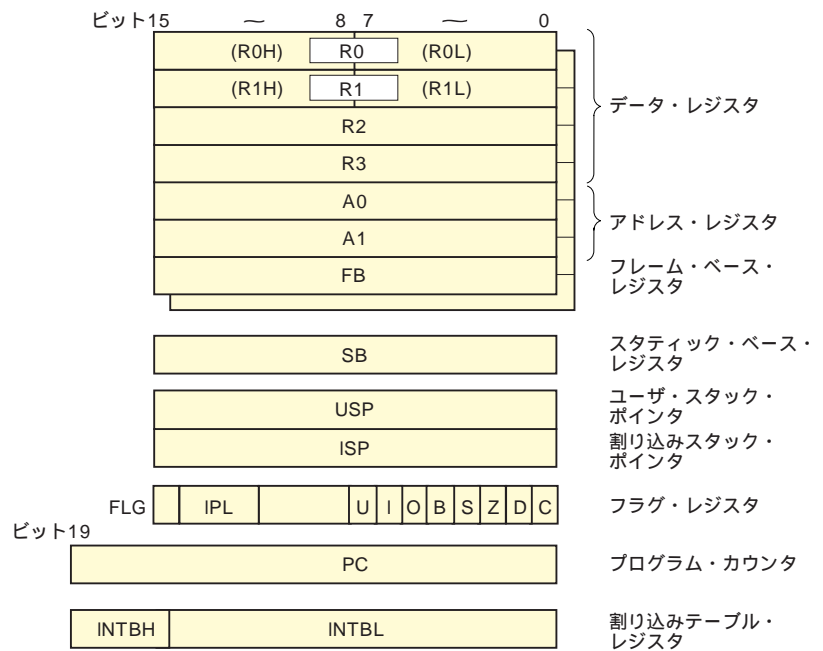 ビット15 ～ 8 7 ～ 0
(R0H) R0 (R0L)
(R1H) R1 (R1L)
R2
R3
データ・レジスタ
A0
A1
アドレス・レジスタ
FB
フレーム・ベース・
レジスタ
SB
スタティック・ベース・
レジスタ
USP
ユーザ・スタック・
ポインタ
ISP
割り込みスタック・
ポインタ
FLG IPL U I O B S Z D C
フラグ・レジスタ
ビット19
PC
プログラム・カウンタ
INTBH INTBL
割り込みテーブル・
レジスタ